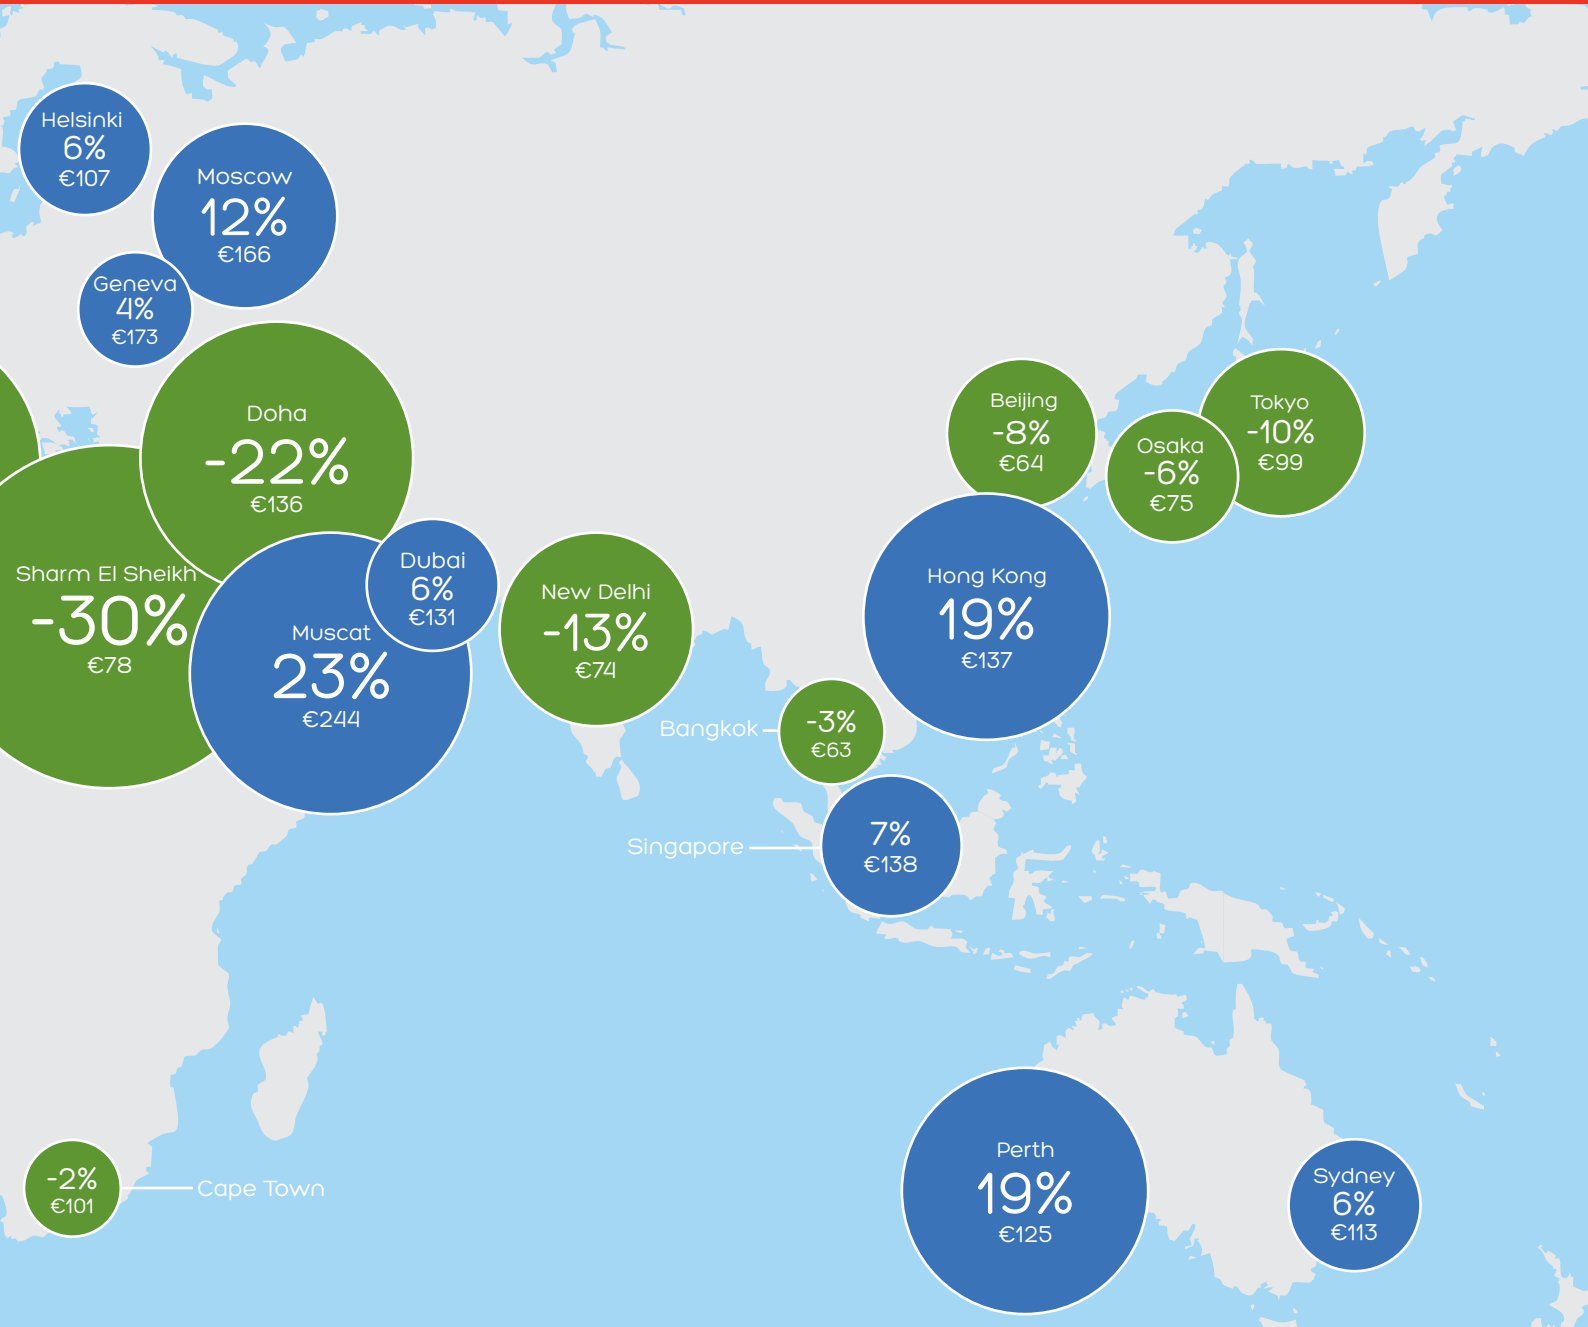 Helsinki
6%
€107
Moscow
12%
€166
Geneva
4%
€173
Doha
-22%
€136
Beijing
-8%
€64
Tokyo
-10%
€99
Osaka
-6%
€75
Sharm El Sheikh
-30%
€78
Dubai
6%
€131
Muscat
23%
€244
New Delhi
-13%
€74
Hong Kong
19%
€137
Bangkok
-3%
€63
Singapore
7%
€138
Perth
19%
€125
Sydney
6%
€113
-2%
€101
Cape Town